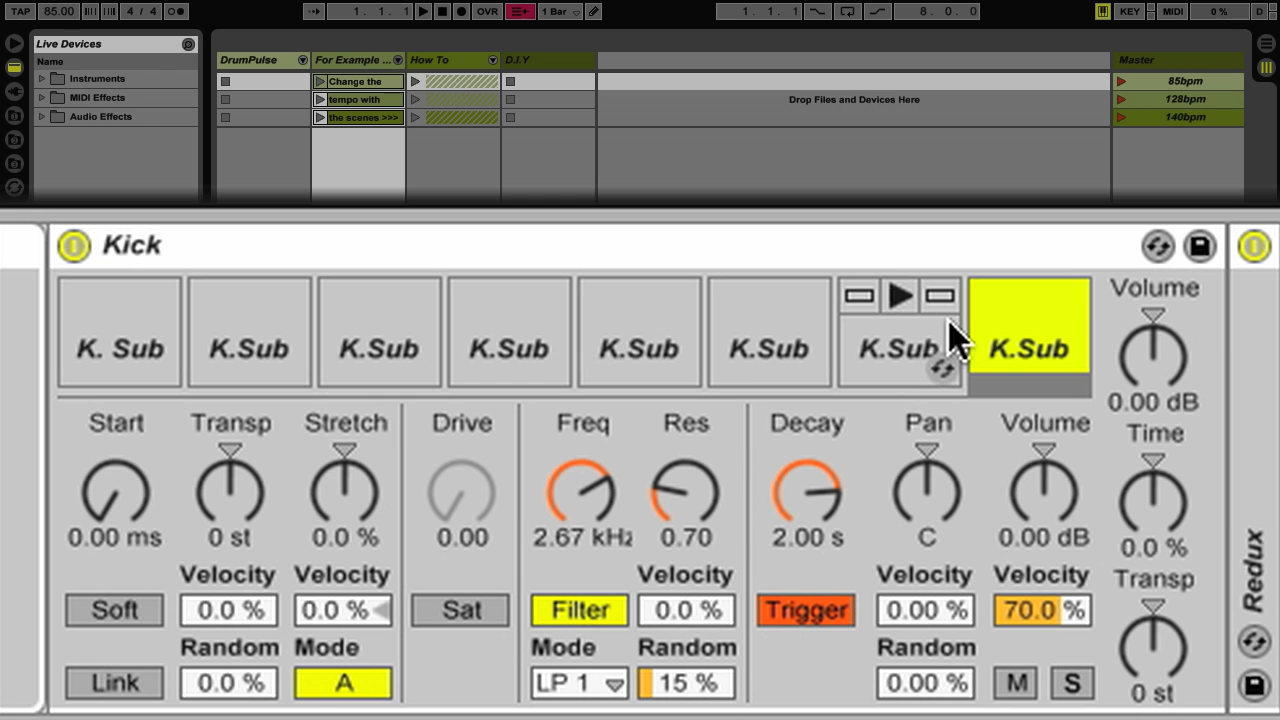 TAP 85.00 4 / 4 1. 1. 1 OVR 1 Bar 1. 1. 1 8. 0. 0 KEY MIDI 0 % D
Live Devices
Name
Instruments
MIDI Effects
Audio Effects
DrumPulse For Example ... How To D.I.Y Master
Change the 85bpm
tempo with Drop Files and Devices Here 128bpm
the scenes >>> 140bpm
Kick
K. Sub K.Sub K.Sub K.Sub K.Sub K.Sub K.Sub K.Sub
Volume
0.00 dB
Start Transp Stretch Drive Freq Res Decay Pan Volume
Time
0.00 ms 0 st 0.0 % 0.00 2.67 kHz 0.70 2.00 s C 0.00 dB
0.0 %
Velocity Velocity Velocity Velocity Velocity
Transp
Soft 0.0 % 0.0 % Sat Filter 0.0 % Trigger 0.00 % 70.0 %
Random Mode Mode Random Random
Link 0.0 % A LP 1 15 % 0.00 % M S
0 st
Redux